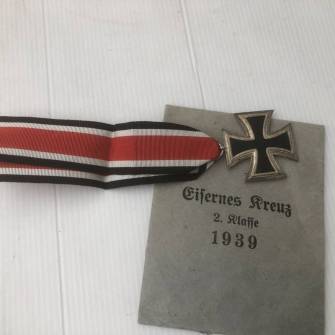 Eiſernes Kreuz
2. Klaſſe
1939